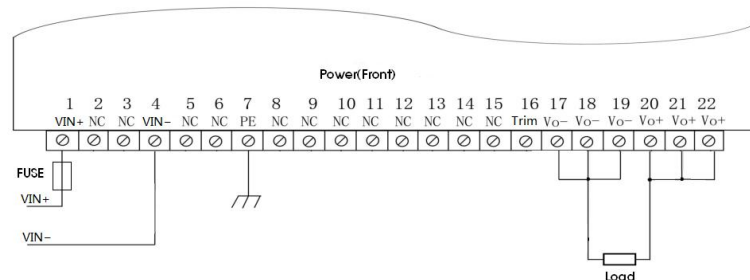 Power(Front)
1 2 3 4 5 6 7 8 9 10 11 12 13 14 15 16 17 18 19 20 21 22
VIN+ NC NC VIN- NC NC PE NC NC NC NC NC NC NC NC Trim Vo- Vo- Vo- Vo+ Vo+ Vo+
FUSE
VIN+
VIN-
Load